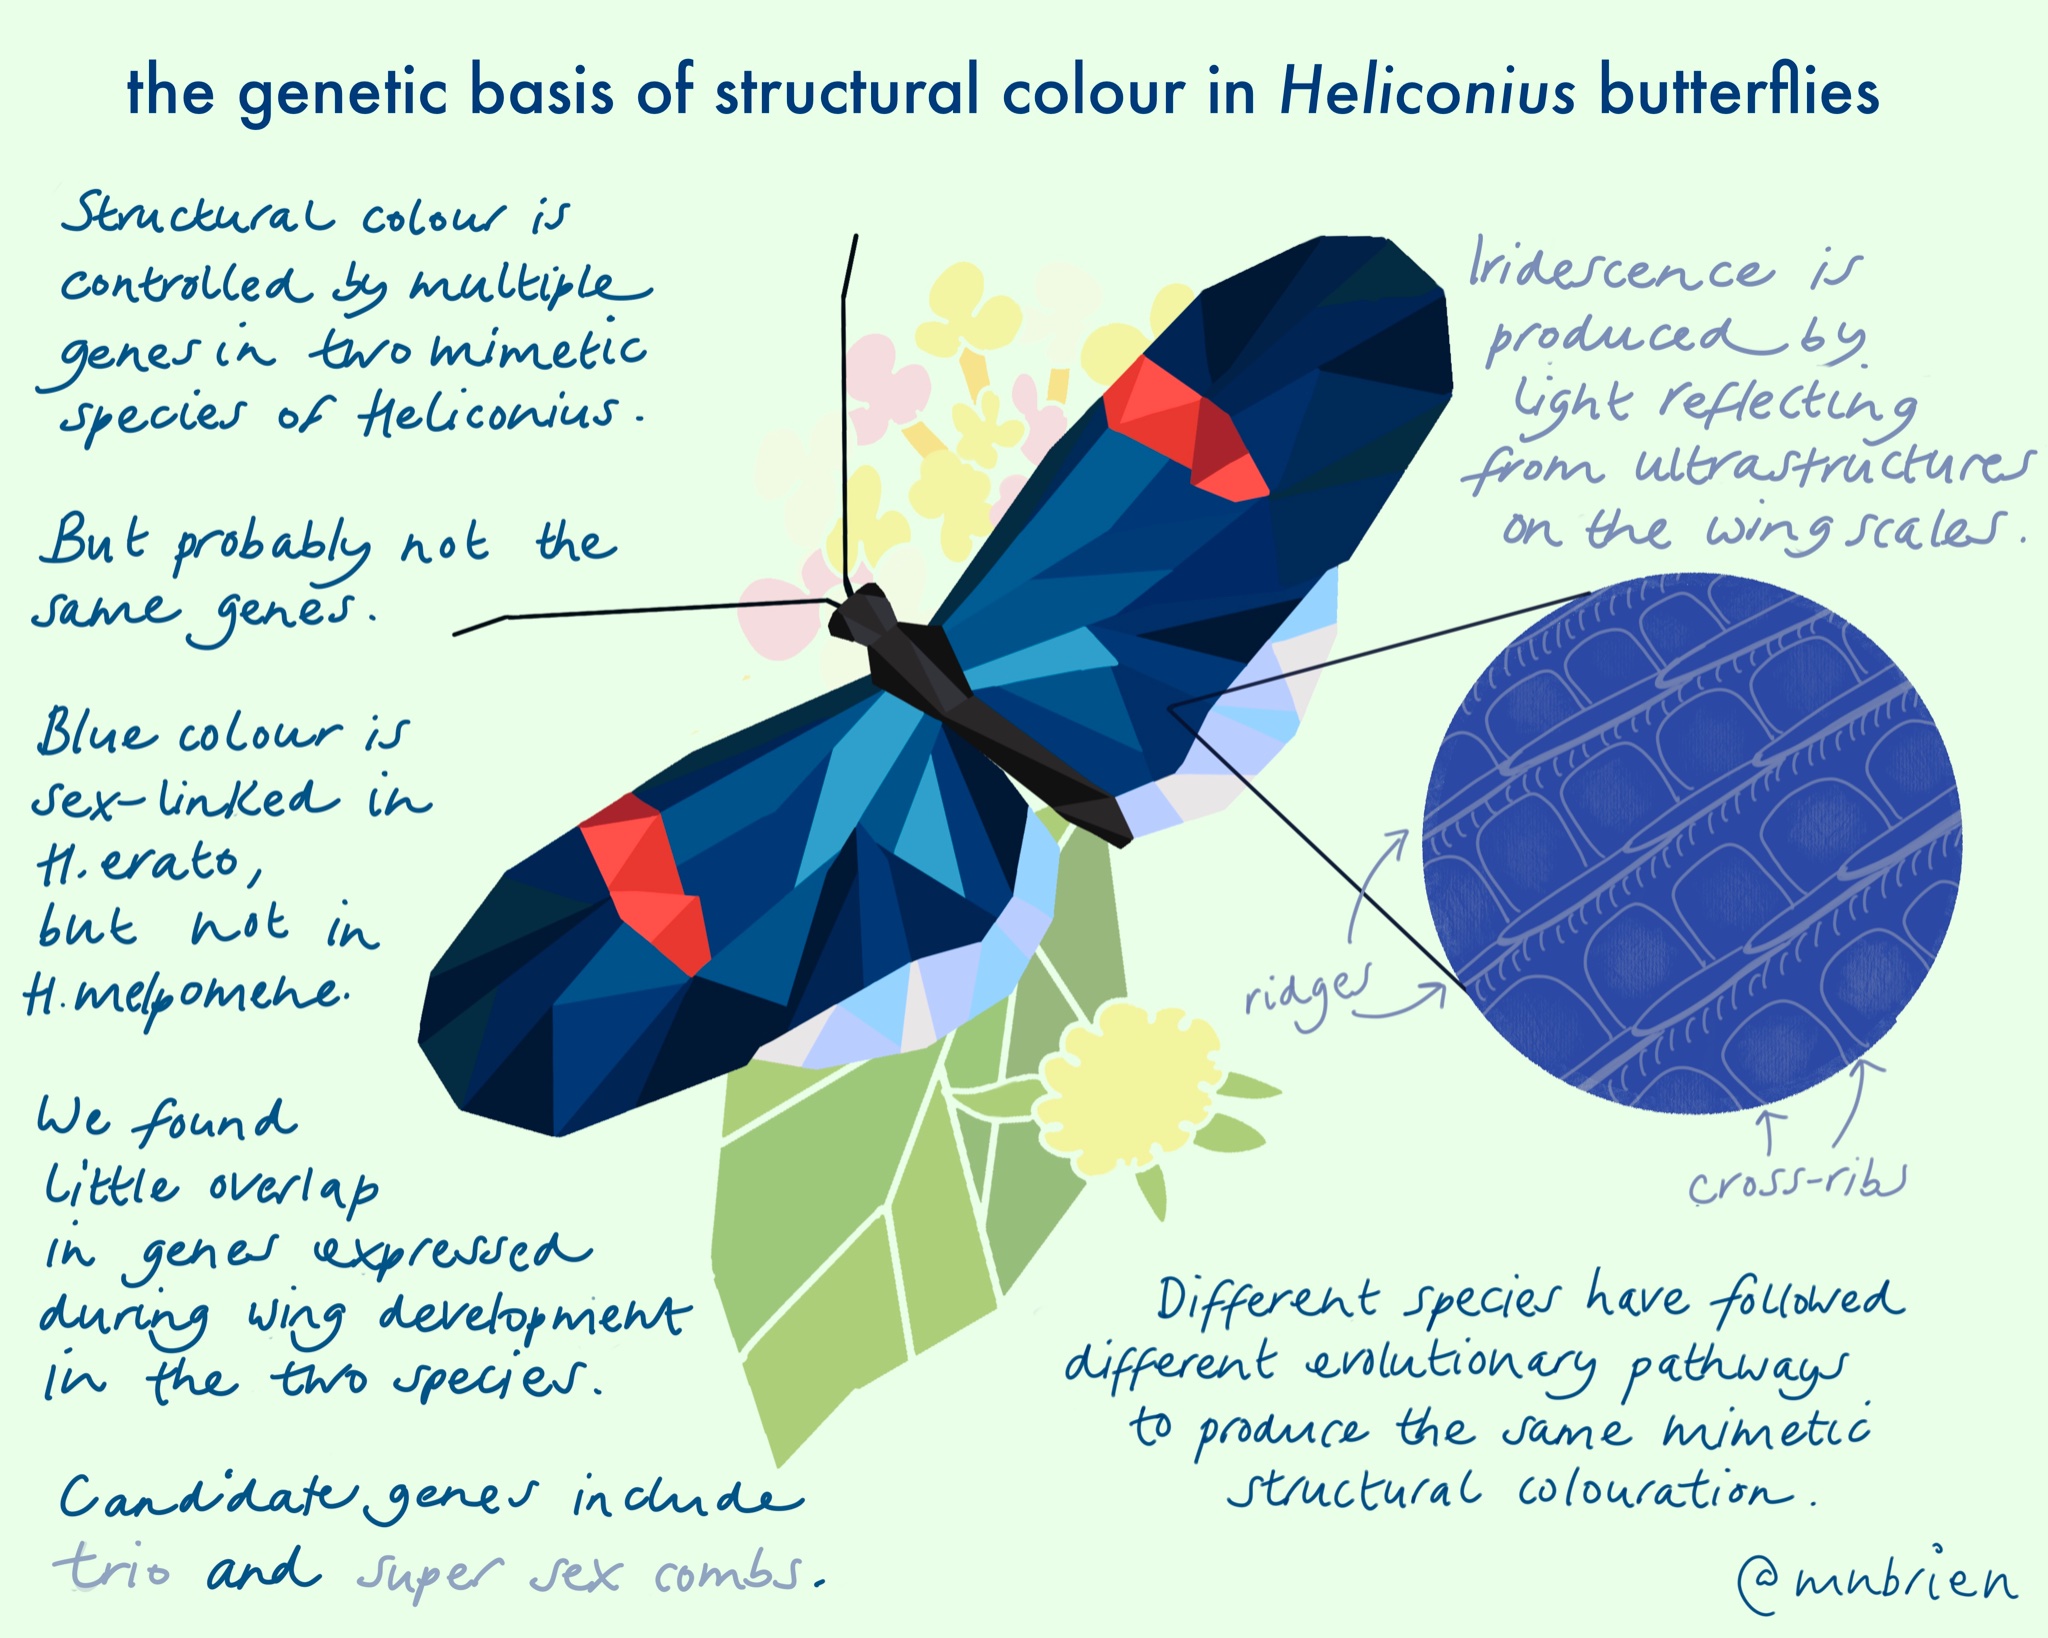 the genetic basis of structural colour in Heliconius butterflies
Structural colour is
controlled by multiple
genes in two mimetic
species of Heliconius.
But probably not the
same genes.
Blue colour is
sex-linked in
H. erato,
but not in
H. melpomene.
We found
little overlap
in genes expressed
during wing development
in the two species.
Candidate genes include
trio and super sex combs.
Iridescence is
produced by
light reflecting
from ultrastructures
on the wing scales.
ridges
cross-ribs
Different species have followed
different evolutionary pathways
to produce the same mimetic
structural colouration.
@mnbrien